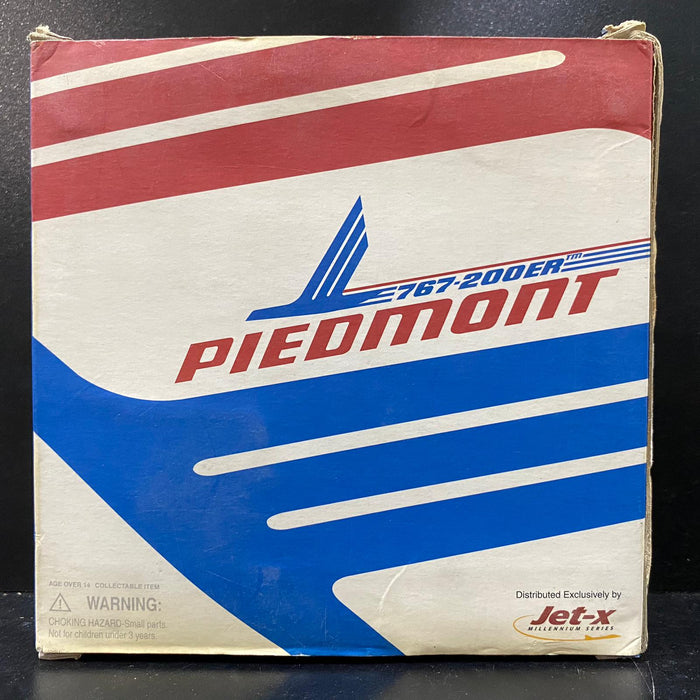 767-200ER™
PIEDMONT
AGE OVER 14 COLLECTABLE ITEM
WARNING:
CHOKING HAZARD-Small parts.
Not for children under 3 years.
Distributed Exclusively by
Jet-x
MILLENNIUM SERIES